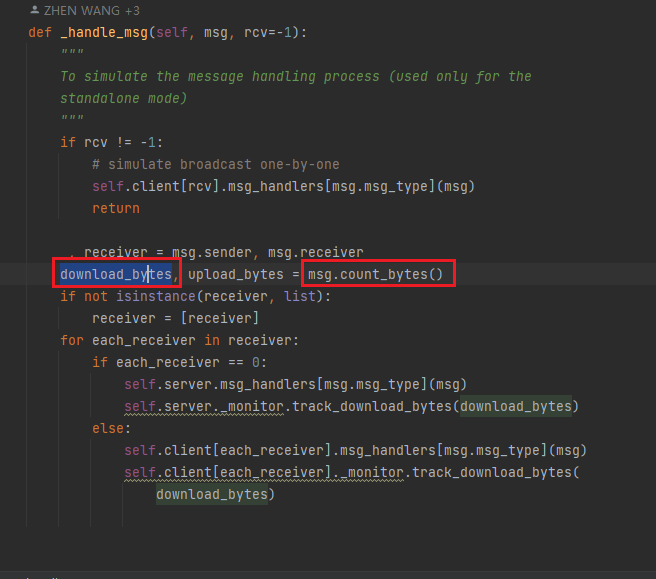 ZHEN WANG +3
def _handle_msg(self, msg, rcv=-1):
"""
To simulate the message handling process (used only for the
standalone mode)
"""
if rcv != -1:
# simulate broadcast one-by-one
self.client[rcv].msg_handlers[msg.msg_type](msg)
return
_, receiver = msg.sender, msg.receiver
download_bytes, upload_bytes = msg.count_bytes()
if not isinstance(receiver, list):
receiver = [receiver]
for each_receiver in receiver:
if each_receiver == 0:
self.server.msg_handlers[msg.msg_type](msg)
self.server._monitor.track_download_bytes(download_bytes)
else:
self.client[each_receiver].msg_handlers[msg.msg_type](msg)
self.client[each_receiver]._monitor.track_download_bytes(
download_bytes)